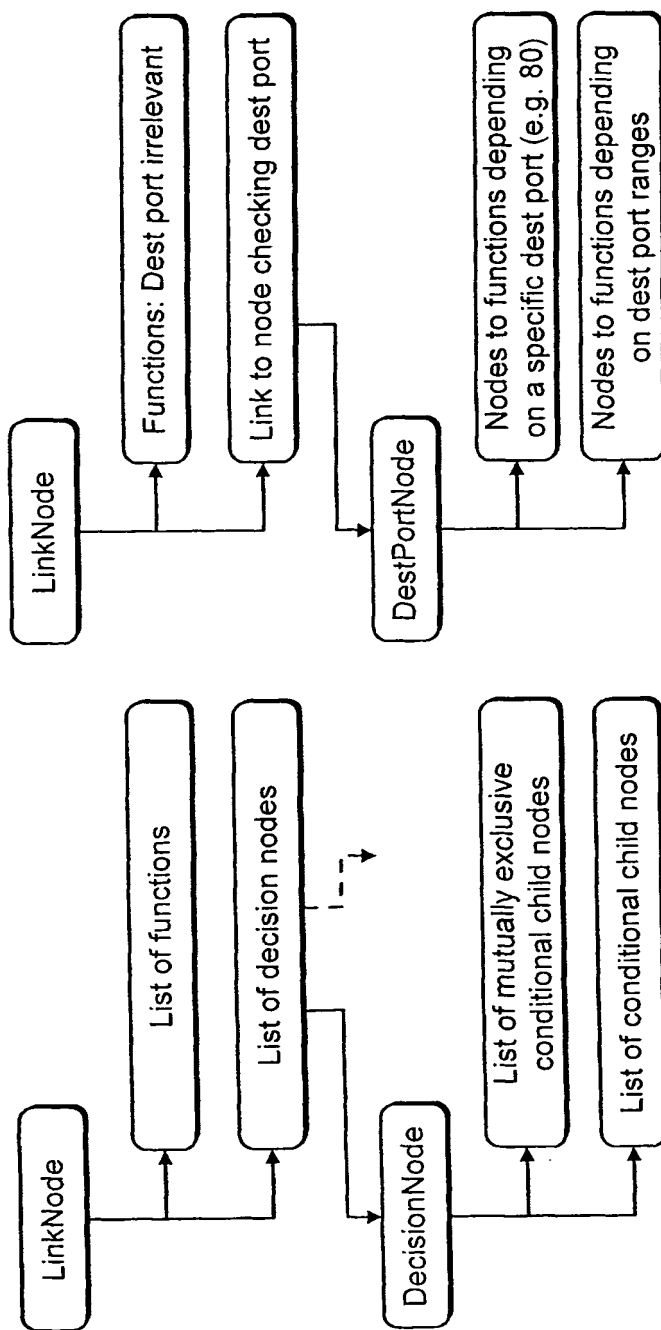 LinkNode
List of functions
List of decision nodes
DecisionNode
List of mutually exclusive
conditional child nodes
List of conditional child nodes
LinkNode
Functions: Dest port irrelevant
Link to node checking dest port
DestPortNode
Nodes to functions depending
on a specific dest port (e.g. 80)
Nodes to functions depending
on dest port ranges